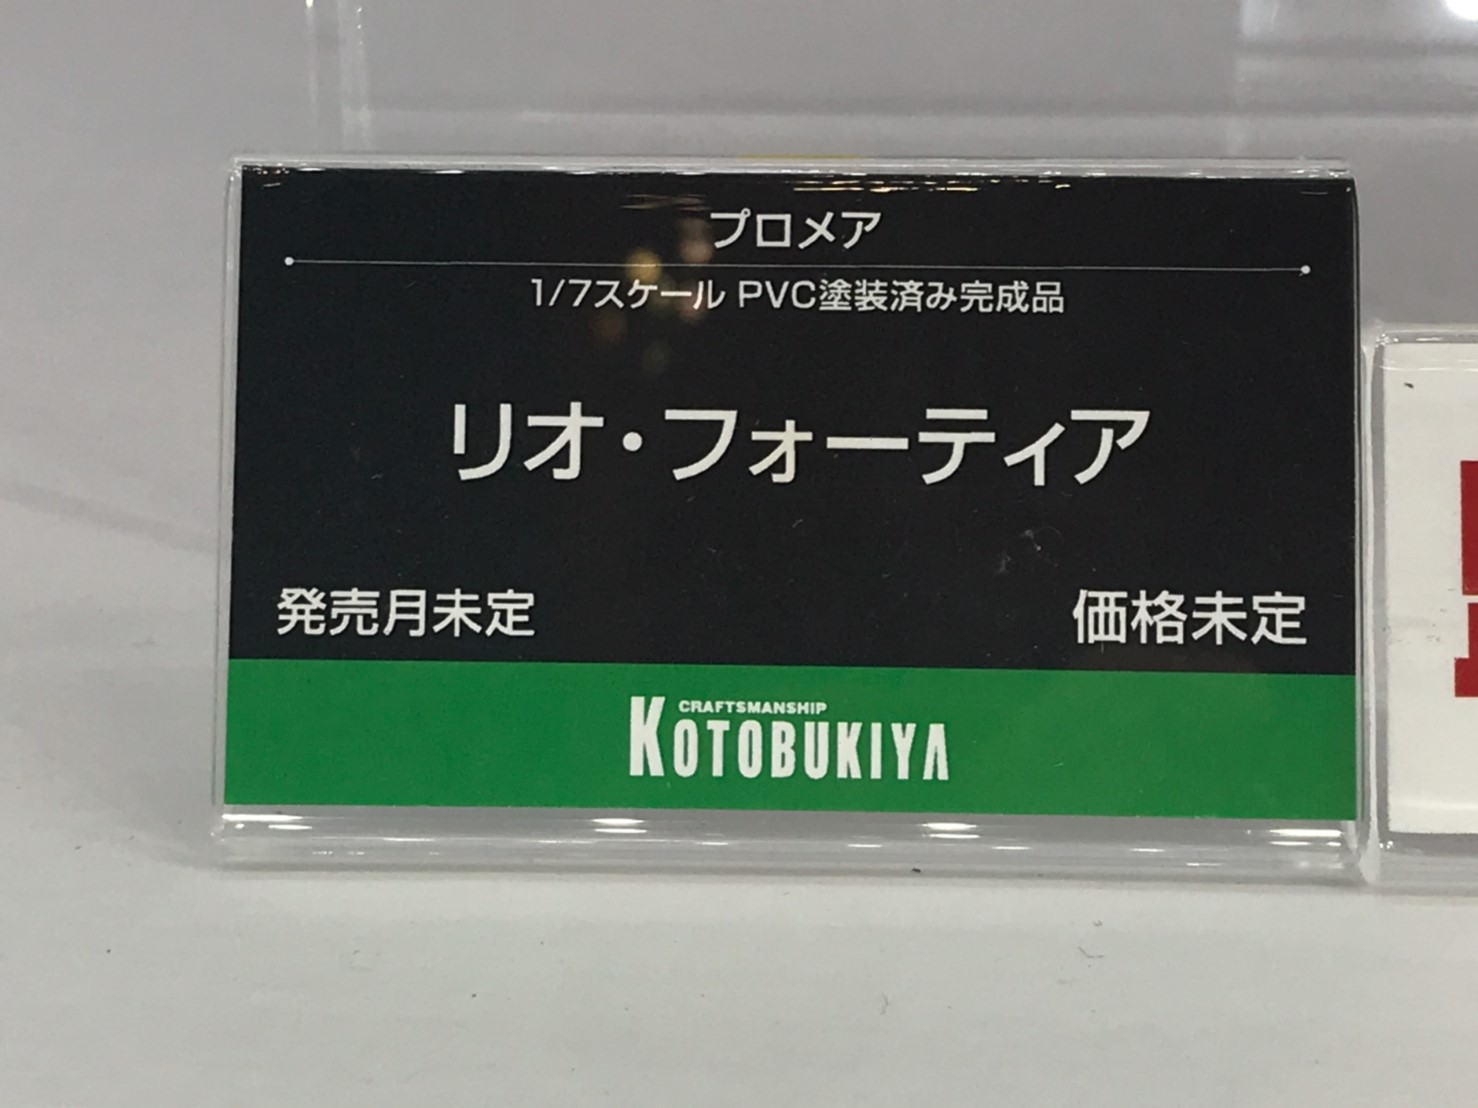 プロメア
1/7スケール PVC塗装済み完成品
リオ・フォーティア
発売月未定
価格未定
CRAFTSMANSHIP
KOTOBUKIYA